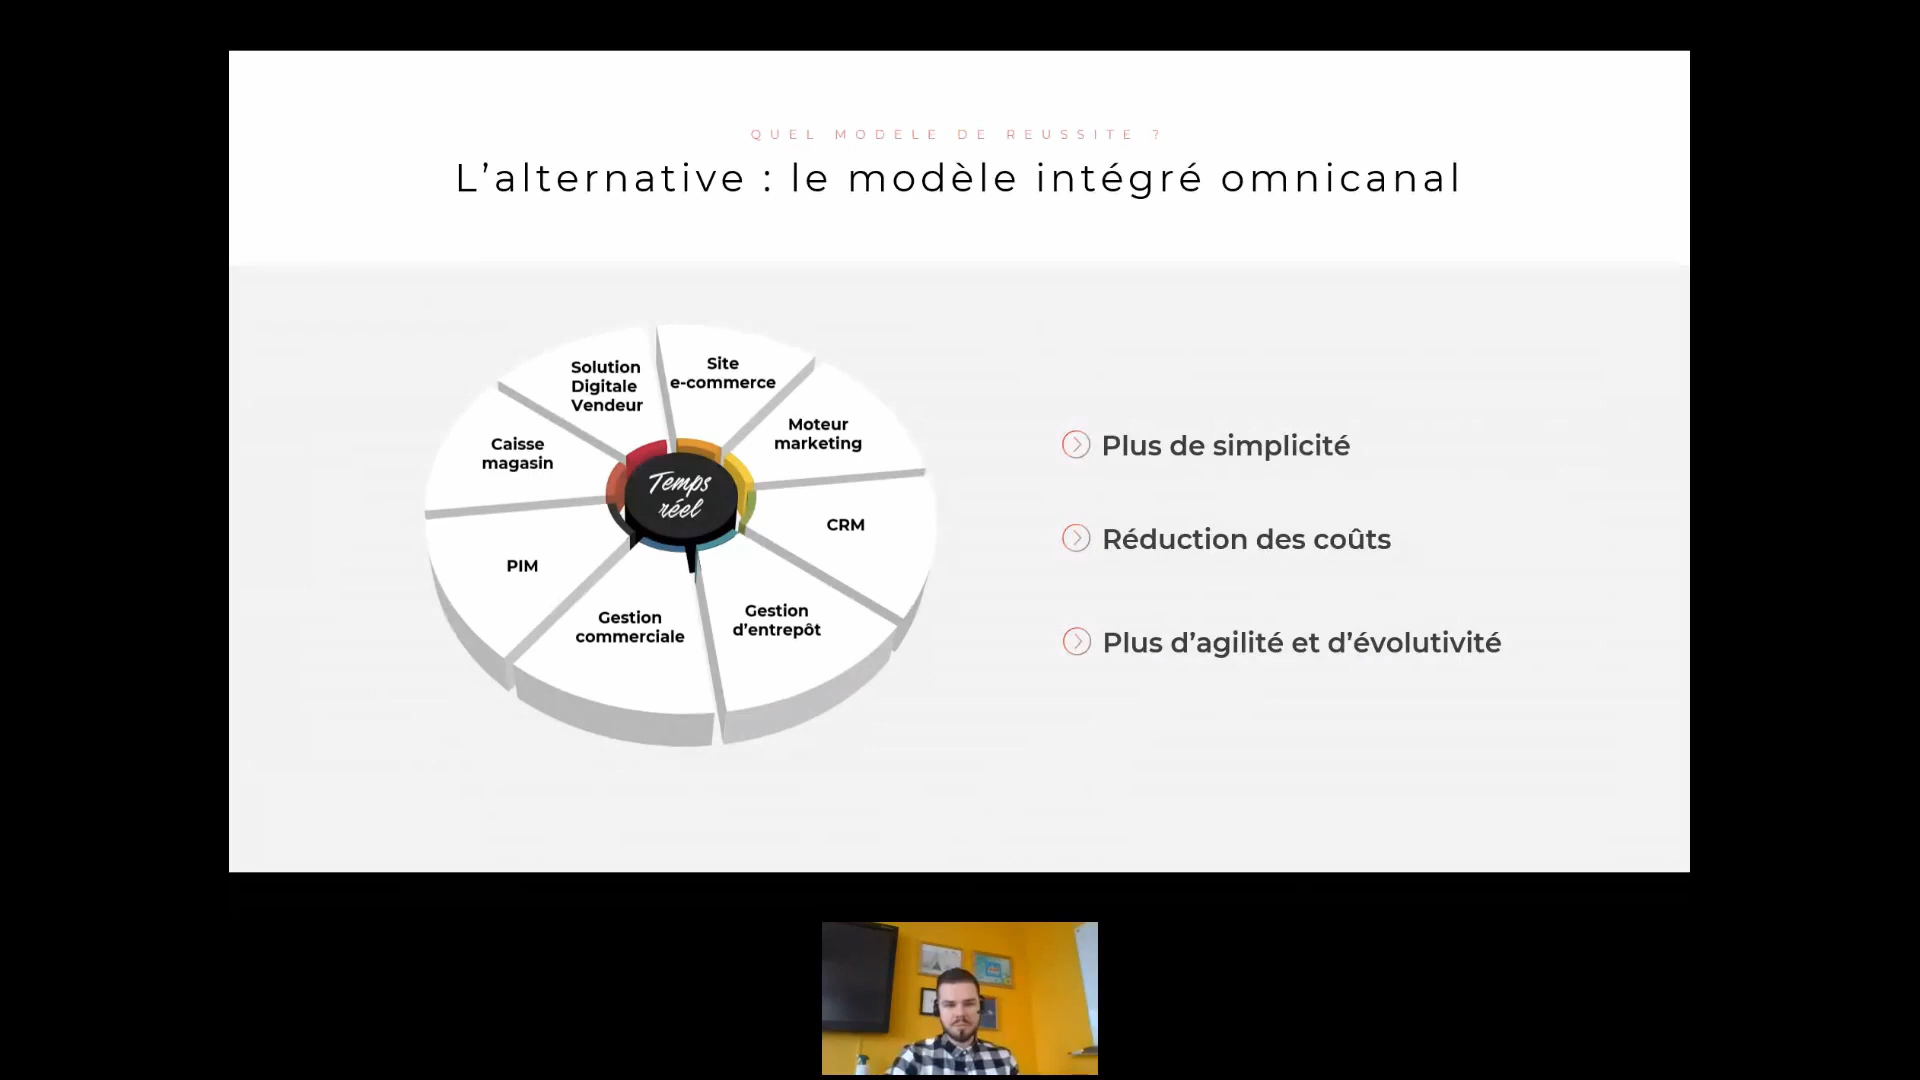 QUEL MODELE DE REUSSITE ?
L’alternative : le modèle intégré omnicanal
Solution
Digitale
Vendeur
Site
e-commerce
Moteur
marketing
Caisse
magasin
Temps
réel
CRM
PIM
Gestion
commerciale
Gestion
d’entrepôt
Plus de simplicité
Réduction des coûts
Plus d’agilité et d’évolutivité